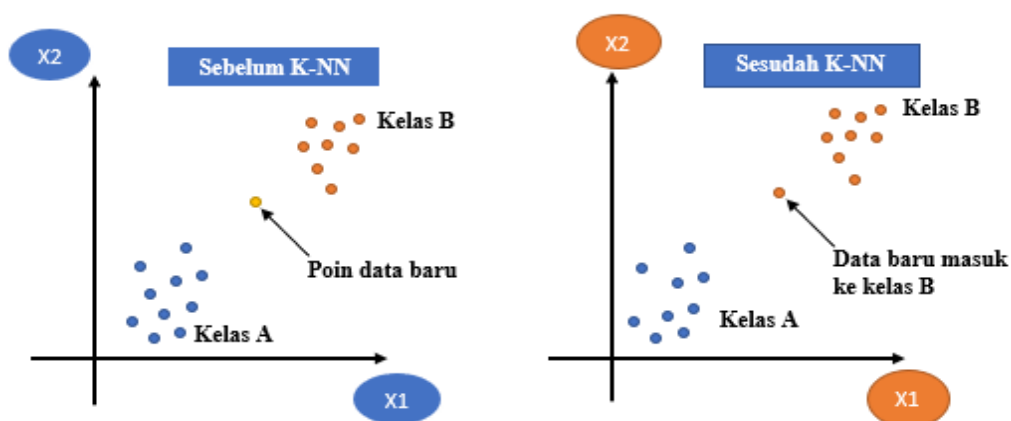 X2
Sebelum K-NN
Kelas B
Poin data baru
Kelas A
X1
X2
Sesudah K-NN
Kelas B
Data baru masuk
ke kelas B
Kelas A
X1